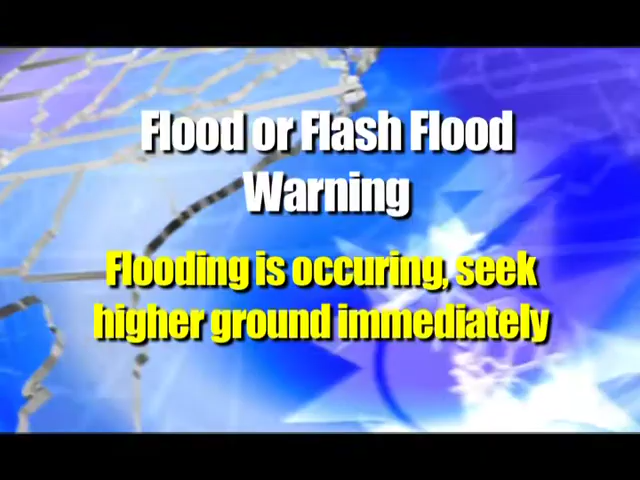 Flood or Flash Flood
Warning
Flooding is occuring, seek
higher ground immediately